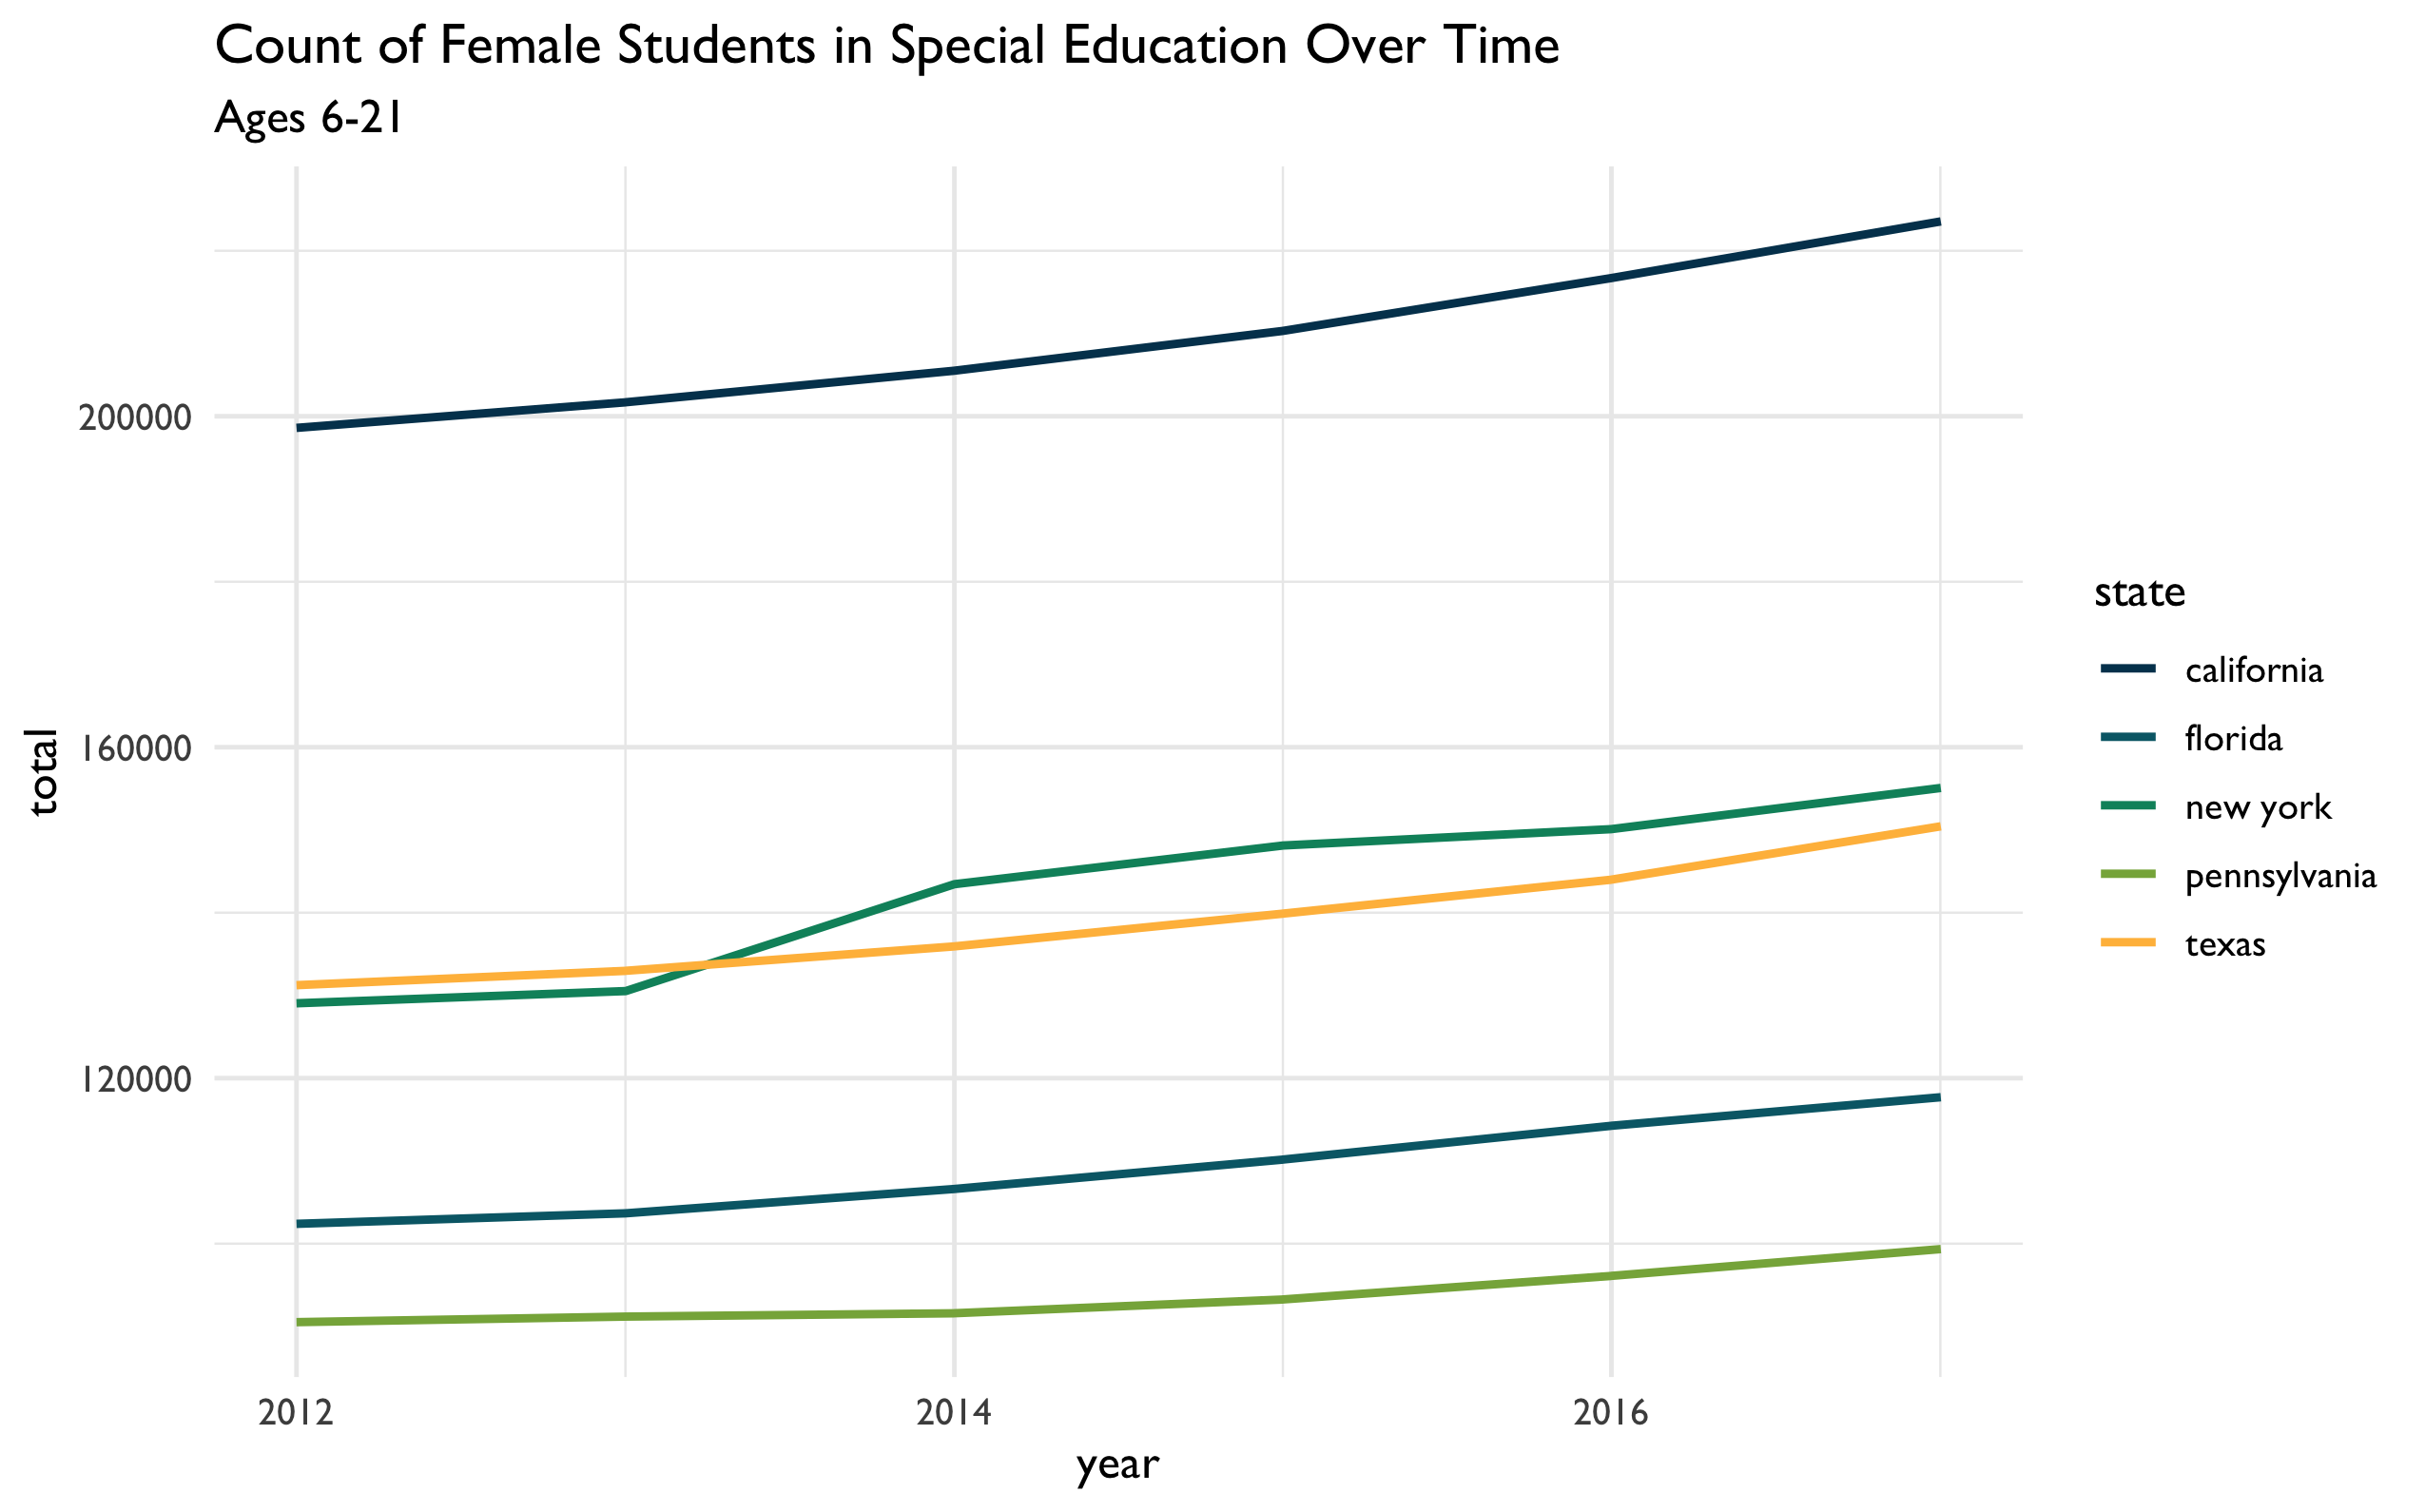 Count of Female Students in Special Education Over Time
Ages 6-21
total
200000
160000
120000
2012
2014
2016
year
state
california
florida
new york
pennsylvania
texas